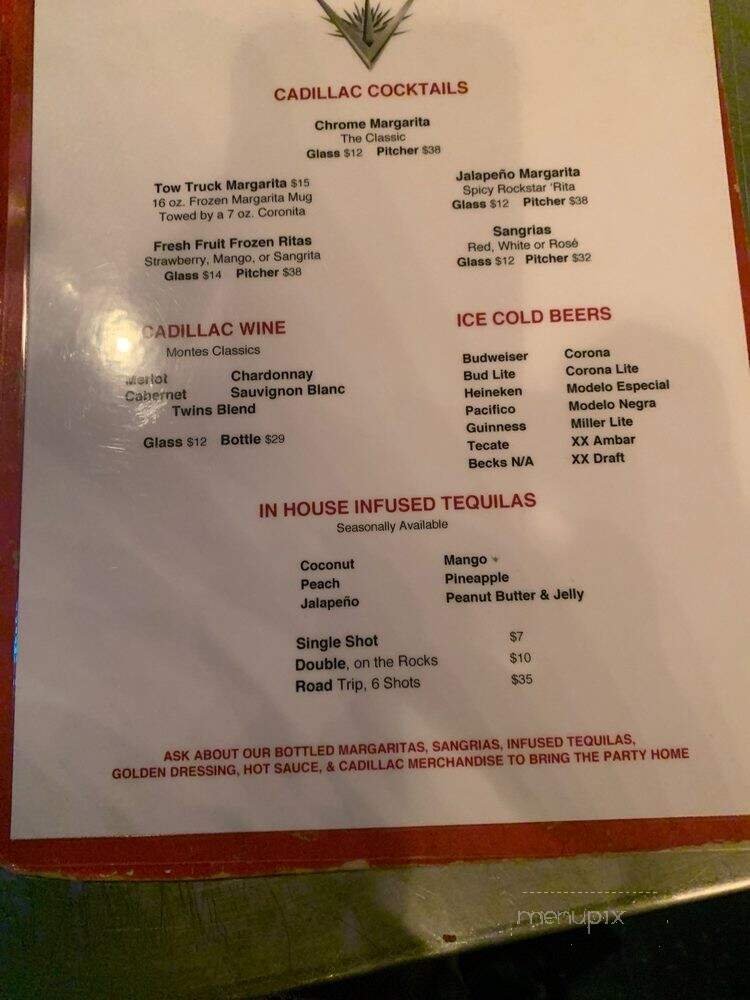 CADILLAC COCKTAILS
Chrome Margarita
The Classic
Glass $12 Pitcher $38
Tow Truck Margarita $15
16 oz. Frozen Margarita Mug
Towed by a 7 oz. Coronita
Jalapeño Margarita
Spicy Rockstar 'Rita
Glass $12 Pitcher $38
Fresh Fruit Frozen Ritas
Strawberry, Mango, or Sangrita
Glass $14 Pitcher $38
Sangrias
Red, White or Rosé
Glass $12 Pitcher $32
CADILLAC WINE
Montes Classics
Merlot Chardonnay
Cabernet Sauvignon Blanc
Twins Blend
Glass $12 Bottle $29
ICE COLD BEERS
Budweiser Corona
Bud Lite Corona Lite
Heineken Modelo Especial
Pacifico Modelo Negra
Guinness Miller Lite
Tecate XX Ambar
Becks N/A XX Draft
IN HOUSE INFUSED TEQUILAS
Seasonally Available
Coconut Mango
Peach Pineapple
Jalapeño Peanut Butter & Jelly
Single Shot $7
Double, on the Rocks $10
Road Trip, 6 Shots $35
ASK ABOUT OUR BOTTLED MARGARITAS, SANGRIAS, INFUSED TEQUILAS,
GOLDEN DRESSING, HOT SAUCE, & CADILLAC MERCHANDISE TO BRING THE PARTY HOME
menupix